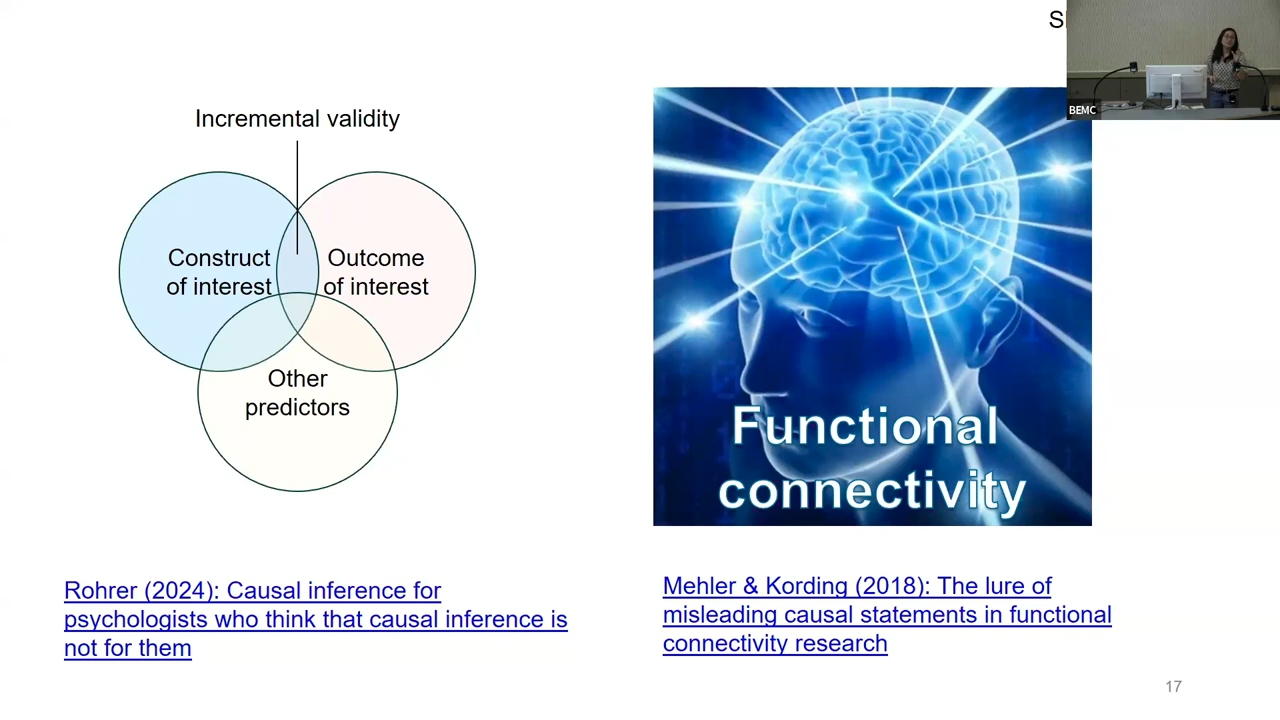 Incremental validity
Construct
of interest
Outcome
of interest
Other
predictors
Functional
connectivity
BEMC
Rohrer (2024): Causal inference for
psychologists who think that causal inference is
not for them
Mehler & Kording (2018): The lure of
misleading causal statements in functional
connectivity research
17